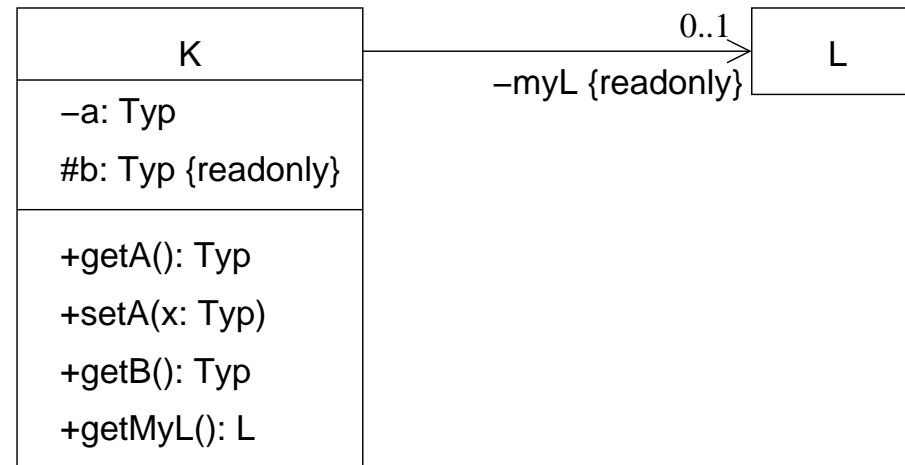 K
−a: Typ
#b: Typ {readonly}
+getA(): Typ
+setA(x: Typ)
+getB(): Typ
+getMyL(): L
0..1
−myL {readonly}
L